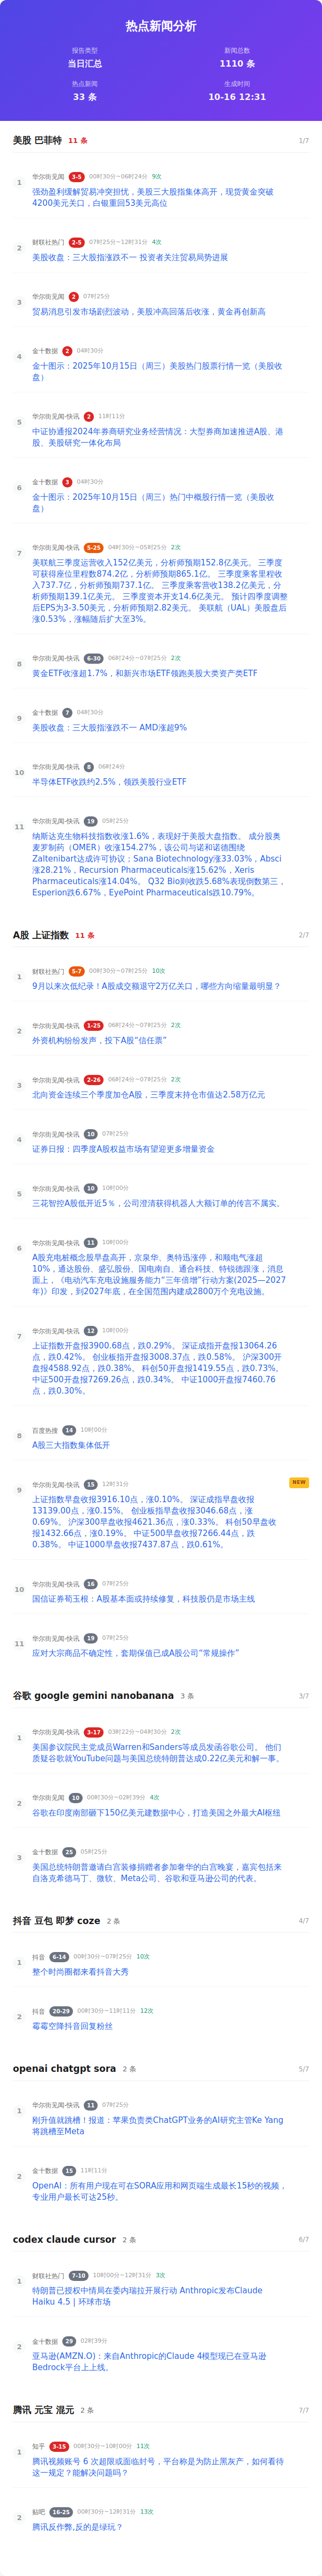 热点新闻分析
报告类型
当日汇总
新闻总数
1110 条
热点新闻
33 条
生成时间
10-16 12:31
美股 巴菲特 11 条 1/7
1
华尔街见闻 3-5 00时30分~06时24分 9次
强劲盈利缓解贸易冲突担忧，美股三大股指集体高开，现货黄金突破
4200美元关口，白银重回53美元高位
2
财联社热门 2-5 07时25分~12时31分 4次
美股收盘：三大股指涨跌不一 投资者关注贸易局势进展
3
华尔街见闻 2 07时25分
贸易消息引发市场剧烈波动，美股冲高回落后收涨，黄金再创新高
4
金十数据 2 04时30分
金十图示：2025年10月15日（周三）美股热门股票行情一览（美股收
盘）
5
华尔街见闻-快讯 2 11时11分
中证协通报2024年券商研究业务经营情况：大型券商加速推进A股、港
股、美股研究一体化布局
6
金十数据 3 04时30分
金十图示：2025年10月15日（周三）热门中概股行情一览（美股收
盘）
7
华尔街见闻-快讯 5-25 04时30分~05时25分 2次
美联航三季度运营收入152亿美元，分析师预期152.8亿美元。 三季度
可获得座位里程数874.2亿，分析师预期865.1亿。 三季度乘客里程收
入737.7亿，分析师预期737.1亿。 三季度乘客营收138.2亿美元，分
析师预期139.1亿美元。 三季度资本开支14.6亿美元。 预计四季度调整
后EPS为3-3.50美元，分析师预期2.82美元。 美联航（UAL）美股盘后
涨0.53%，涨幅随后扩大至3%。
8
华尔街见闻-快讯 6-30 06时24分~07时25分 2次
黄金ETF收涨超1.7%，和新兴市场ETF领跑美股大类资产类ETF
9
金十数据 7 04时30分
美股收盘：三大股指涨跌不一 AMD涨超9%
10
华尔街见闻-快讯 8 06时24分
半导体ETF收跌约2.5%，领跌美股行业ETF
11
华尔街见闻-快讯 19 05时25分
纳斯达克生物科技指数收涨1.6%，表现好于美股大盘指数。 成分股奥
麦罗制药（OMER）收涨154.27%，该公司与诺和诺德围绕
Zaltenibart达成许可协议；Sana Biotechnology涨33.03%，Absci
涨28.21%，Recursion Pharmaceuticals涨15.62%，Xeris
Pharmaceuticals涨14.04%。 Q32 Bio则收跌5.68%表现倒数第三，
Esperion跌6.67%，EyePoint Pharmaceuticals跌10.79%。
A股 上证指数 11 条 2/7
1
财联社热门 5-7 00时30分~07时25分 10次
9月以来次低纪录！A股成交额退守2万亿关口，哪些方向缩量最明显？
2
华尔街见闻-快讯 1-25 06时24分~07时25分 2次
外资机构纷纷发声，投下A股“信任票”
3
华尔街见闻-快讯 2-26 06时24分~07时25分 2次
北向资金连续三个季度加仓A股，三季度末持仓市值达2.58万亿元
4
华尔街见闻-快讯 10 07时25分
证券日报：四季度A股权益市场有望迎更多增量资金
5
华尔街见闻-快讯 10 10时00分
三花智控A股低开近5％，公司澄清获得机器人大额订单的传言不属实。
6
华尔街见闻-快讯 11 10时00分
A股充电桩概念股早盘高开，京泉华、奥特迅涨停，和顺电气涨超
10%，通达股份、盛弘股份、国电南自、通合科技、特锐德跟涨，消息
面上，《电动汽车充电设施服务能力“三年倍增”行动方案(2025—2027
年)》印发，到2027年底，在全国范围内建成2800万个充电设施。
7
华尔街见闻-快讯 12 10时00分
上证指数开盘报3900.68点，跌0.29%。 深证成指开盘报13064.26
点，跌0.42%。 创业板指开盘报3008.37点，跌0.58%。 沪深300开
盘报4588.92点，跌0.38%。 科创50开盘报1419.55点，跌0.73%。
中证500开盘报7269.26点，跌0.34%。 中证1000开盘报7460.76
点，跌0.30%。
8
百度热搜 14 10时00分
A股三大指数集体低开
9
华尔街见闻-快讯 15 12时31分 NEW
上证指数早盘收报3916.10点，涨0.10%。 深证成指早盘收报
13139.00点，涨0.15%。 创业板指早盘收报3046.68点，涨
0.69%。 沪深300早盘收报4621.36点，涨0.33%。 科创50早盘收
报1432.66点，涨0.19%。 中证500早盘收报7266.44点，跌
0.38%。 中证1000早盘收报7437.87点，跌0.61%。
10
华尔街见闻-快讯 16 07时25分
国信证券荀玉根：A股基本面或持续修复，科技股仍是市场主线
11
华尔街见闻-快讯 19 07时25分
应对大宗商品不确定性，套期保值已成A股公司“常规操作”
谷歌 google gemini nanobanana 3 条 3/7
1
华尔街见闻-快讯 3-17 03时22分~04时30分 2次
美国参议院民主党成员Warren和Sanders等成员发函谷歌公司。 他们
质疑谷歌就YouTube问题与美国总统特朗普达成0.22亿美元和解一事。
2
华尔街见闻 10 00时30分~02时39分 4次
谷歌在印度南部砸下150亿美元建数据中心，打造美国之外最大AI枢纽
3
金十数据 25 05时25分
美国总统特朗普邀请白宫装修捐赠者参加奢华的白宫晚宴，嘉宾包括来
自洛克希德马丁、微软、Meta公司、谷歌和亚马逊公司的代表。
抖音 豆包 即梦 coze 2 条 4/7
1
抖音 6-14 00时30分~07时25分 10次
整个时尚圈都来看抖音大秀
2
抖音 20-29 00时30分~11时11分 12次
霉霉空降抖音回复粉丝
openai chatgpt sora 2 条 5/7
1
华尔街见闻-快讯 11 07时25分
刚升值就跳槽！报道：苹果负责类ChatGPT业务的AI研究主管Ke Yang
将跳槽至Meta
2
金十数据 15 11时11分
OpenAI：所有用户现在可在SORA应用和网页端生成最长15秒的视频，
专业用户最长可达25秒。
codex claude cursor 2 条 6/7
1
财联社热门 7-10 10时00分~12时31分 3次
特朗普已授权中情局在委内瑞拉开展行动 Anthropic发布Claude
Haiku 4.5 | 环球市场
2
金十数据 29 02时39分
亚马逊(AMZN.O)：来自Anthropic的Claude 4模型现已在亚马逊
Bedrock平台上上线。
腾讯 元宝 混元 2 条 7/7
1
知乎 3-15 00时30分~10时00分 11次
腾讯视频账号 6 次超限或面临封号，平台称是为防止黑灰产，如何看待
这一规定？能解决问题吗？
2
贴吧 16-25 00时30分~12时31分 13次
腾讯反作弊,反的是绿玩？